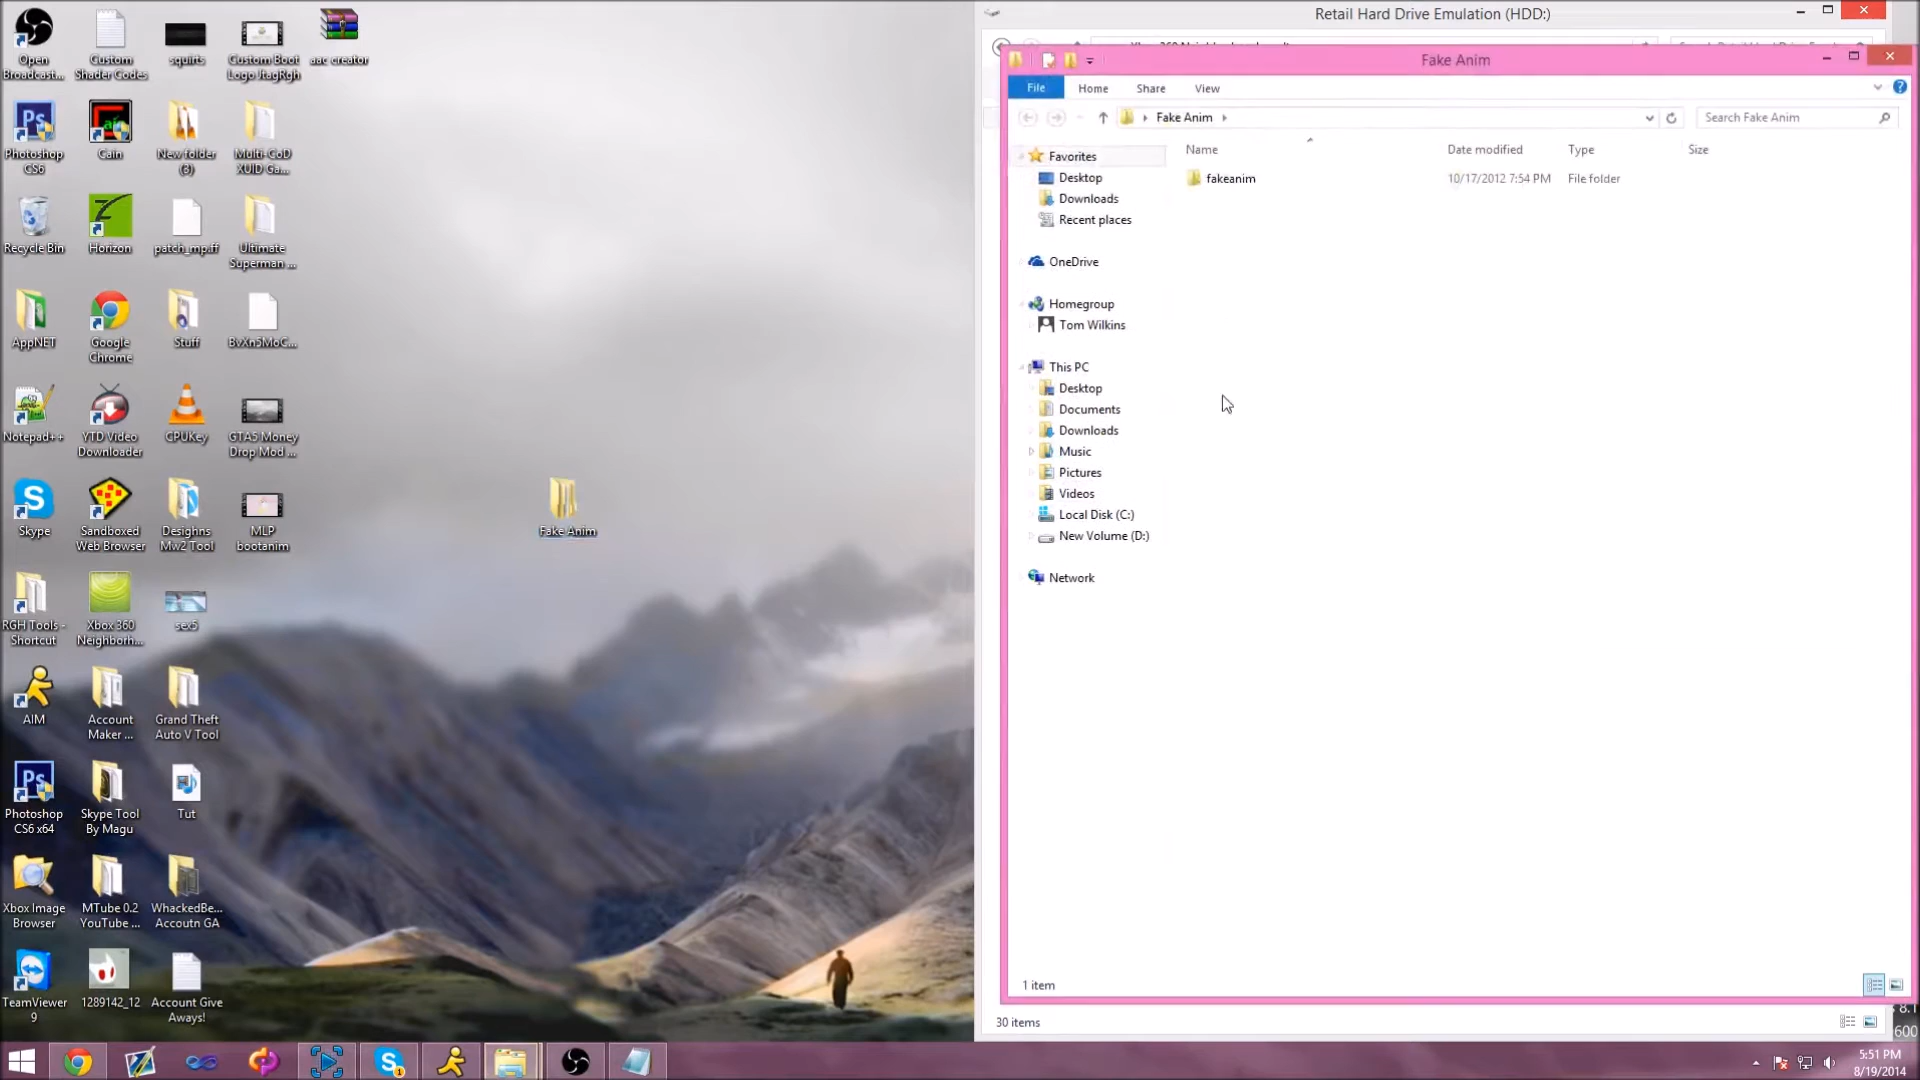 Open
Broadcast...
Custom
Shader Codes
squirts
Custom Boot
Logo JtagRgh
aac creator
Photoshop
CS6
Cain
New folder
(3)
Multi-CoD
XUID Ga...
Recycle Bin
Horizon
patch_mp.ff
Ultimate
Superman ...
AppNET
Google
Chrome
Stuff
BvXn5MoC...
Notepad++
YTD Video
Downloader
CPUKey
GTA5 Money
Drop Mod ...
Skype
Sandboxed
Web Browser
Desighns
Mw2 Tool
MLP
bootanim
Fake Anim
RGH Tools -
Shortcut
Xbox 360
Neighborh...
sex5
AIM
Account
Maker ...
Grand Theft
Auto V Tool
Photoshop
CS6 x64
Skype Tool
By Magu
Tut
Xbox Image
Browser
MTube 0.2
YouTube ...
WhackedBe...
Accoutn GA
TeamViewer
9
1289142_12
Account Give
Aways!
Retail Hard Drive Emulation (HDD:)
Fake Anim
File
Home
Share
View
Fake Anim
Search Fake Anim
Name
Date modified
Type
Size
fakeanim
10/17/2012 7:54 PM
File folder
Favorites
Desktop
Downloads
Recent places
OneDrive
Homegroup
Tom Wilkins
This PC
Desktop
Documents
Downloads
Music
Pictures
Videos
Local Disk (C:)
New Volume (D:)
Network
1 item
30 items
5:51 PM
8/19/2014